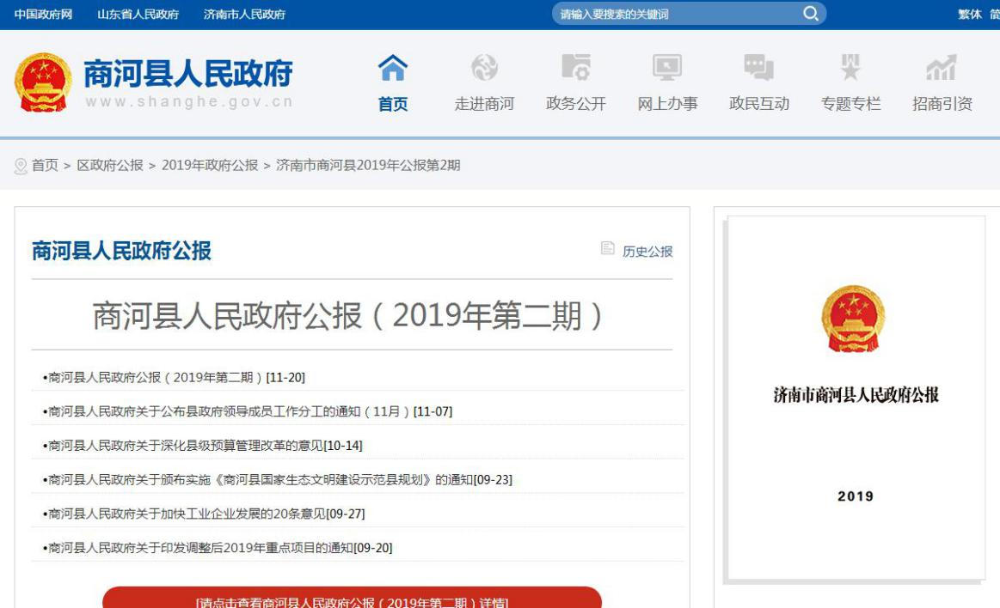 中国政府网 山东省人民政府 济南市人民政府 请输入要搜索的关键词 繁体 简
商河县人民政府
www.shanghe.gov.cn
首页 走进商河 政务公开 网上办事 政民互动 专题专栏 招商引资
首页 > 区政府公报 > 2019年政府公报 > 济南市商河县2019年公报第2期
商河县人民政府公报 历史公报
商河县人民政府公报（2019年第二期）
•商河县人民政府公报（2019年第二期）[11-20]
•商河县人民政府关于公布县政府领导成员工作分工的通知（11月）[11-07]
•商河县人民政府关于深化县级预算管理改革的意见[10-14]
•商河县人民政府关于颁布实施《商河县国家生态文明建设示范县规划》的通知[09-23]
•商河县人民政府关于加快工业企业发展的20条意见[09-27]
•商河县人民政府关于印发调整后2019年重点项目的通知[09-20]
[请点击查看商河县人民政府公报（2019年第二期）详情]
济南市商河县人民政府公报
2019